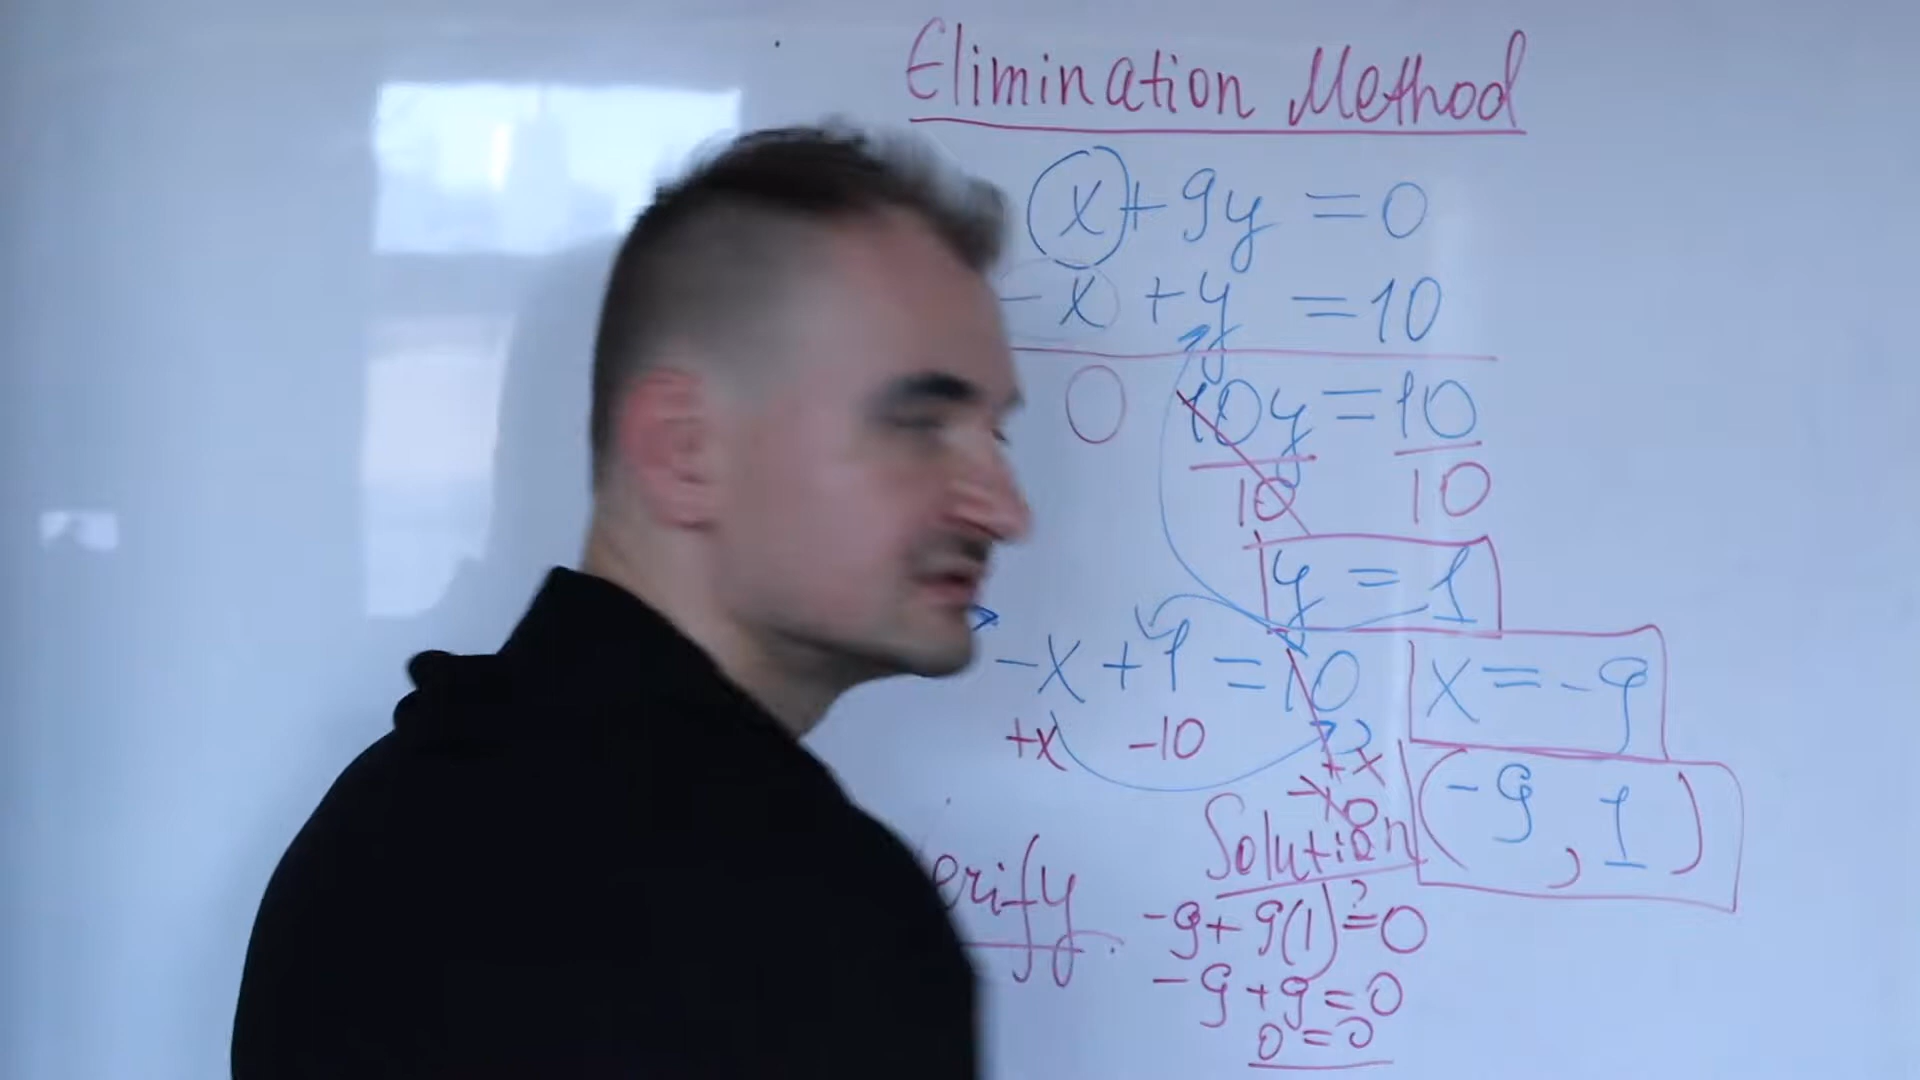 Elimination Method
x + 9y = 0
-x + y = 10
0 10y = 10
10 10
y = 1
-x + 1 = 10
+x -10 +x
-10
x = -9
Solution (-9, 1)
erify
-9 + 9(1) ?= 0
-9 + 9 = 0
0 = 0